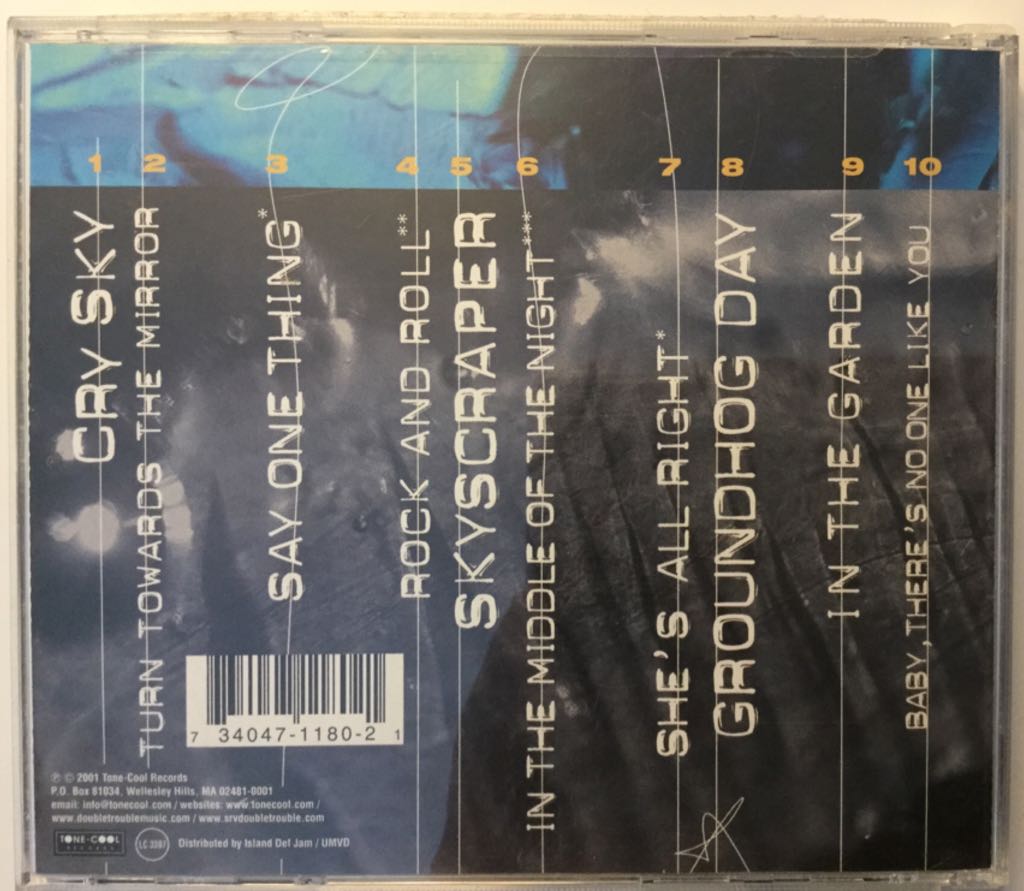 1 2 3 4 5 6 7 8 9 10
CRY SKY
TURN TOWARDS THE MIRROR
SAY ONE THING*
ROCK AND ROLL**
SKYSCRAPER
IN THE MIDDLE OF THE NIGHT***
SHE'S ALL RIGHT*
GROUNDHOG DAY
IN THE GARDEN
BABY, THERE'S NO ONE LIKE YOU
7 34047-1180-2 1
℗ © 2001 Tone-Cool Records
P.O. Box 81034, Wellesley Hills, MA 02481-0001
email: info@tonecool.com / websites: www.tonecool.com /
www.doubletroublemusic.com / www.srvdoubletrouble.com
TONE-COOL
RECORDS
LC 3397
Distributed by Island Def Jam / UMVD